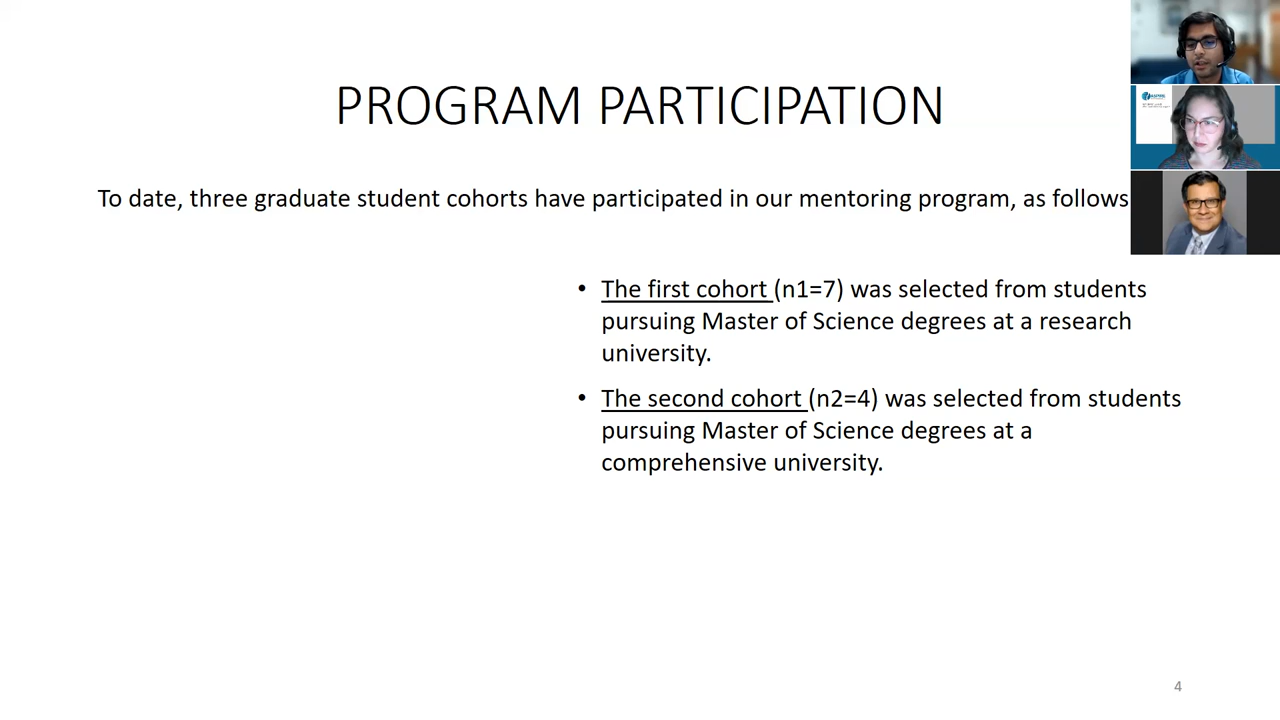 PROGRAM PARTICIPATION
To date, three graduate student cohorts have participated in our mentoring program, as follows
• The first cohort (n1=7) was selected from students
pursuing Master of Science degrees at a research
university.
• The second cohort (n2=4) was selected from students
pursuing Master of Science degrees at a
comprehensive university.
4